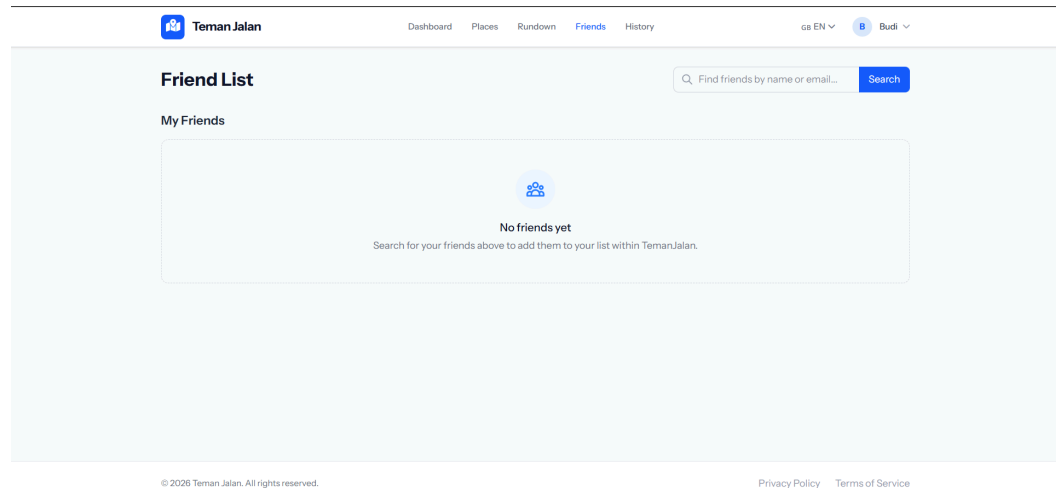 Teman Jalan
Dashboard Places Rundown Friends History
GB EN
B Budi
Friend List
Find friends by name or email...
Search
My Friends
No friends yet
Search for your friends above to add them to your list within TemanJalan.
© 2026 Teman Jalan. All rights reserved.
Privacy Policy Terms of Service